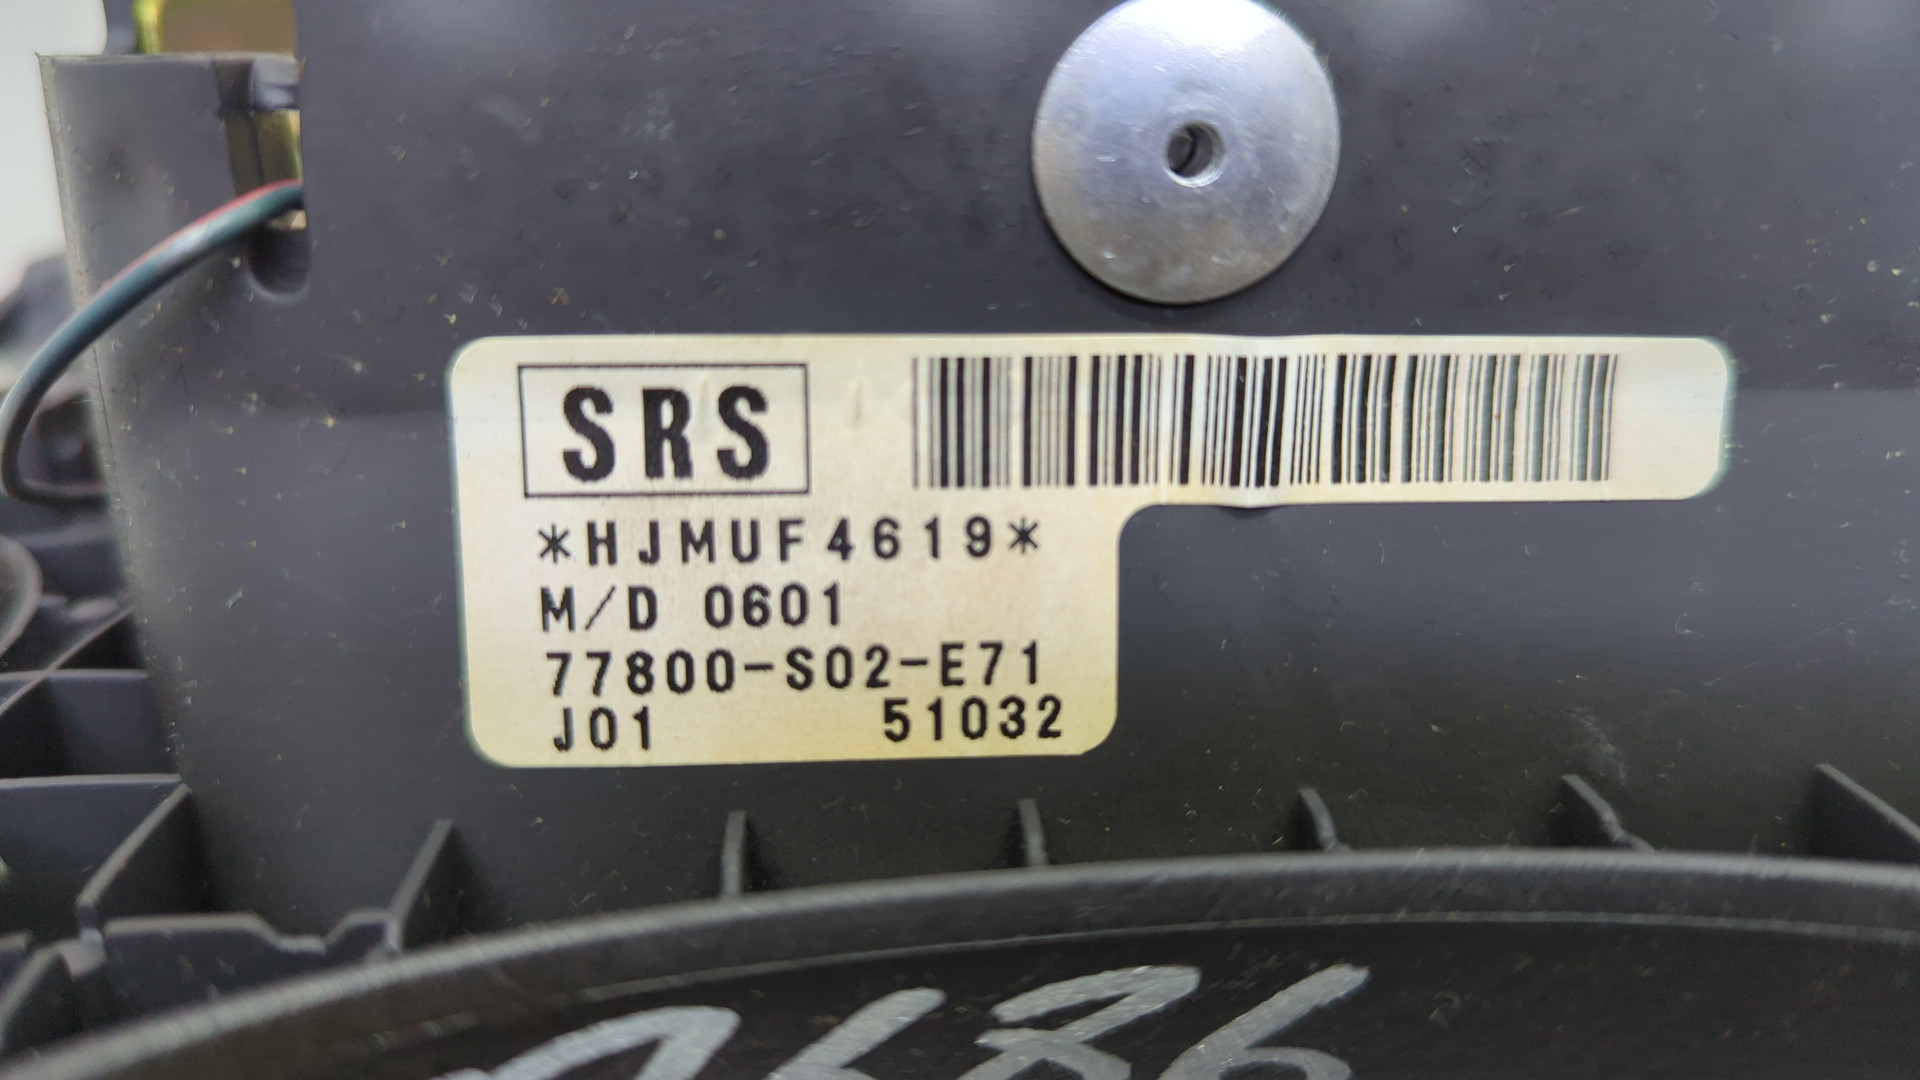 SRS
*HJMUF4619*
M/D 0601
77800-S02-E71
J01 51032